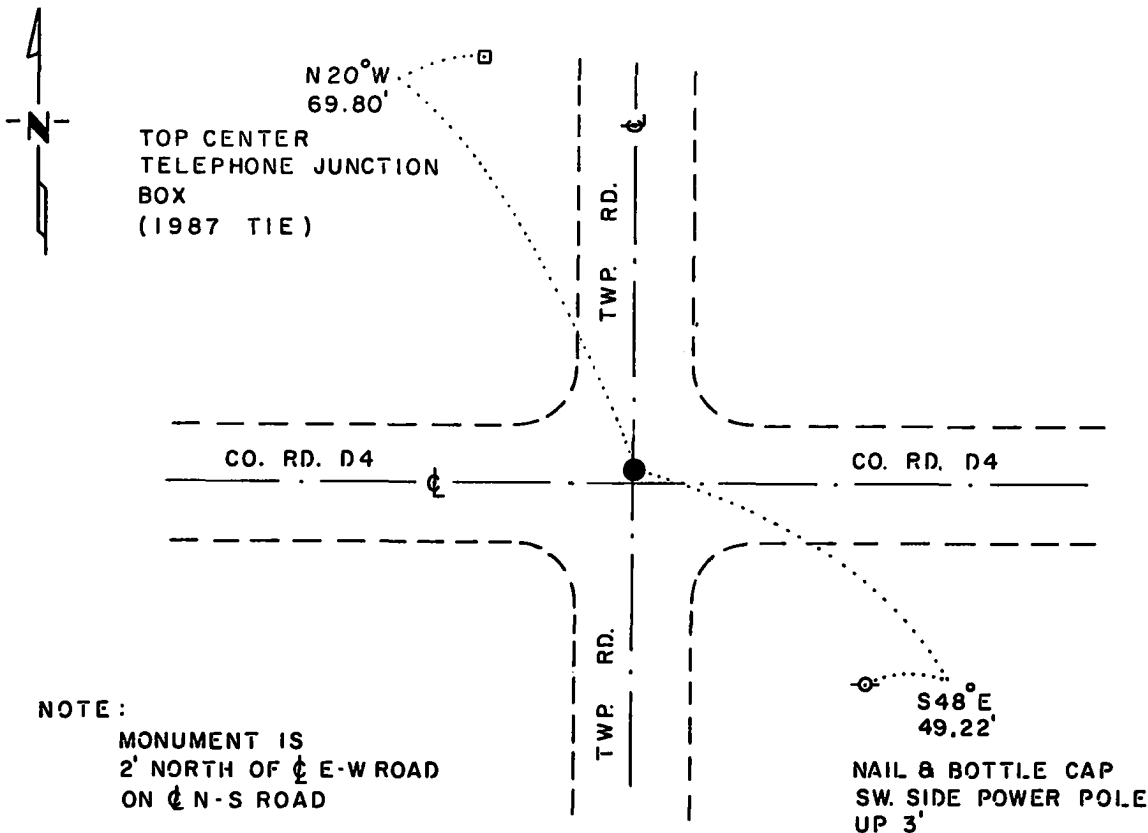 N 20°W
69.80'
TOP CENTER
TELEPHONE JUNCTION
BOX
(1987 TIE)
N
℄
TWP. RD.
CO. RD. D4
℄
CO. RD. D4
TWP. RD.
S48°E
49.22'
NAIL & BOTTLE CAP
SW. SIDE POWER POLE
UP 3'
NOTE:
MONUMENT IS
2' NORTH OF ℄ E-W ROAD
ON ℄ N-S ROAD